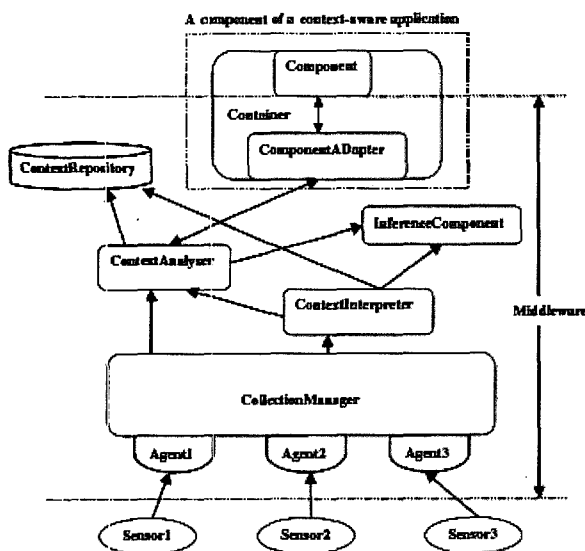 A component of a context-aware application
Component
Container
ComponentADapter
ContextRepository
InferenceComponent
ContextAnalyser
ContextInterpreter
Middleware
CollectionManager
Agent1 Agent2 Agent3
Sensor1 Sensor2 Sensor3